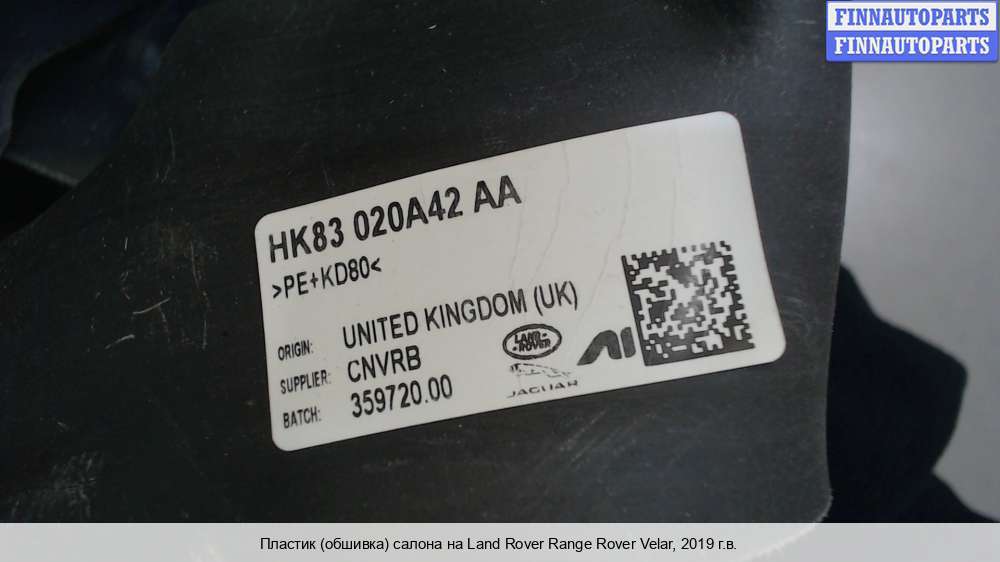 FINNAUTOPARTS
FINNAUTOPARTS
HK83 020A42 AA
>PE+KD80<
ORIGIN: UNITED KINGDOM (UK)
SUPPLIER: CNVRB
BATCH: 359720.00
LAND ROVER
JAGUAR
AI
Пластик (обшивка) салона на Land Rover Range Rover Velar, 2019 г.в.